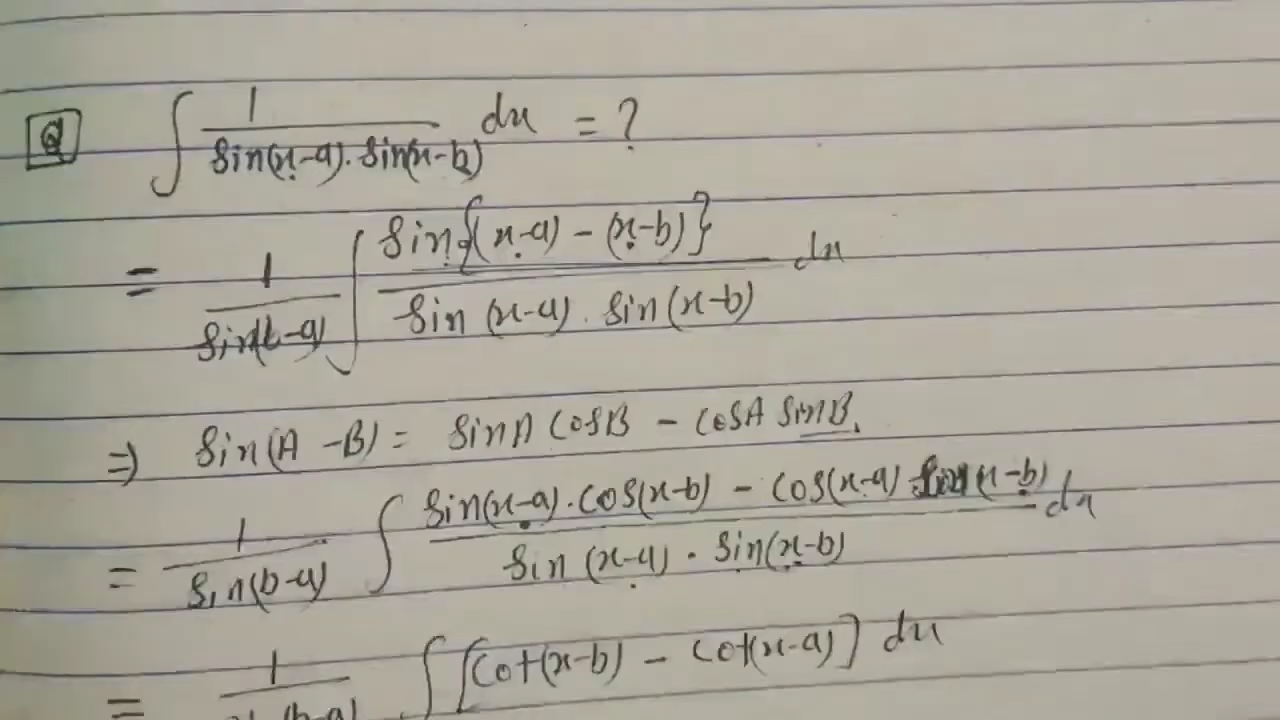 Q ∫ 1/(sin(x-a). sin(x-b)) dx = ?
= 1/(sin(b-a)) ∫ (sin{(x-a) - (x-b)})/(sin (x-a). sin(x-b)) dx
⇒ sin(A -B) = sinA cosB - cosA sinB.
= 1/(sin(b-a)) ∫ (sin(x-a).cos(x-b) - cos(x-a) sin(x-b))/(sin (x-a) . sin(x-b)) dx
= 1/(sin(b-a)) ∫ [cot(x-b) - cot(x-a)] dx